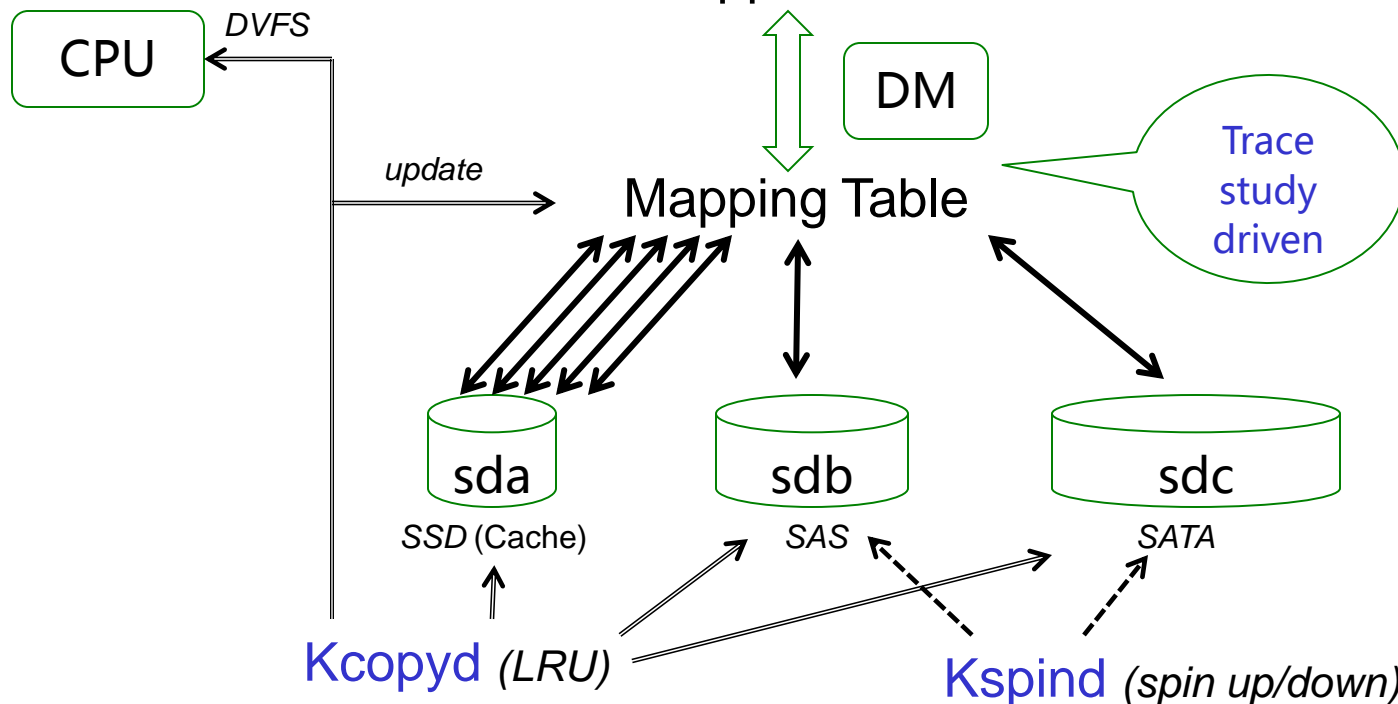 DVFS
CPU
DM
Trace
study
driven
update
Mapping Table
sda
sdb
sdc
SSD (Cache)
SAS
SATA
Kcopyd (LRU)
Kspind (spin up/down)